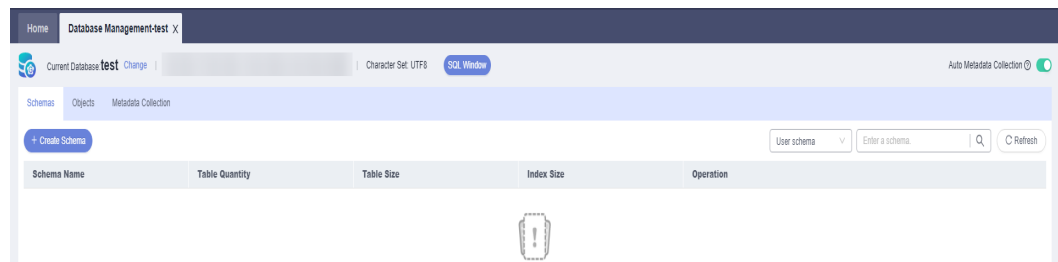 Home Database Management-test X
Current Database:test Change | | Character Set: UTF8 SQL Window Auto Metadata Collection ?
Schemas Objects Metadata Collection
+ Create Schema User schema Enter a schema. Refresh
Schema Name Table Quantity Table Size Index Size Operation